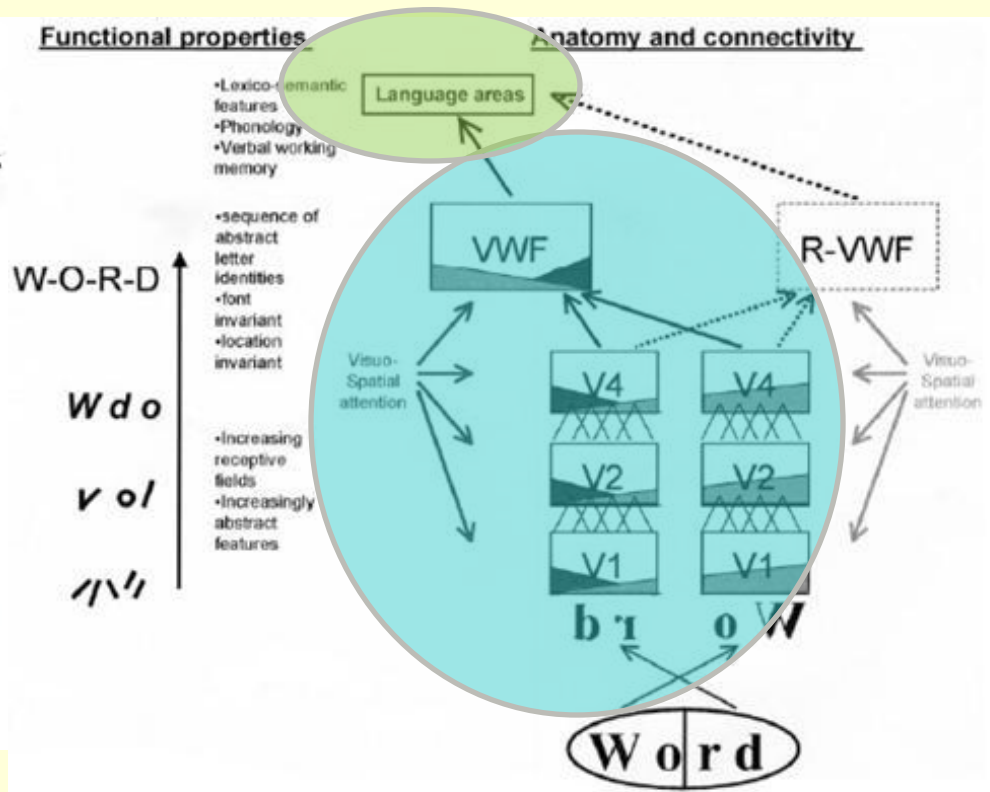 Functional properties
Anatomy and connectivity
•Lexico-semantic
features
•Phonology
•Verbal working
memory
Language areas
•sequence of
abstract
letter
identities
•font
invariant
•location
invariant
VWF
R-VWF
W-O-R-D
Visuo-
Spatial
attention
V4
V4
Visuo-
Spatial
attention
W d o
•Increasing
receptive
fields
•Increasingly
abstract
features
V2
V2
v o l
V1
V1
o W
W o r d